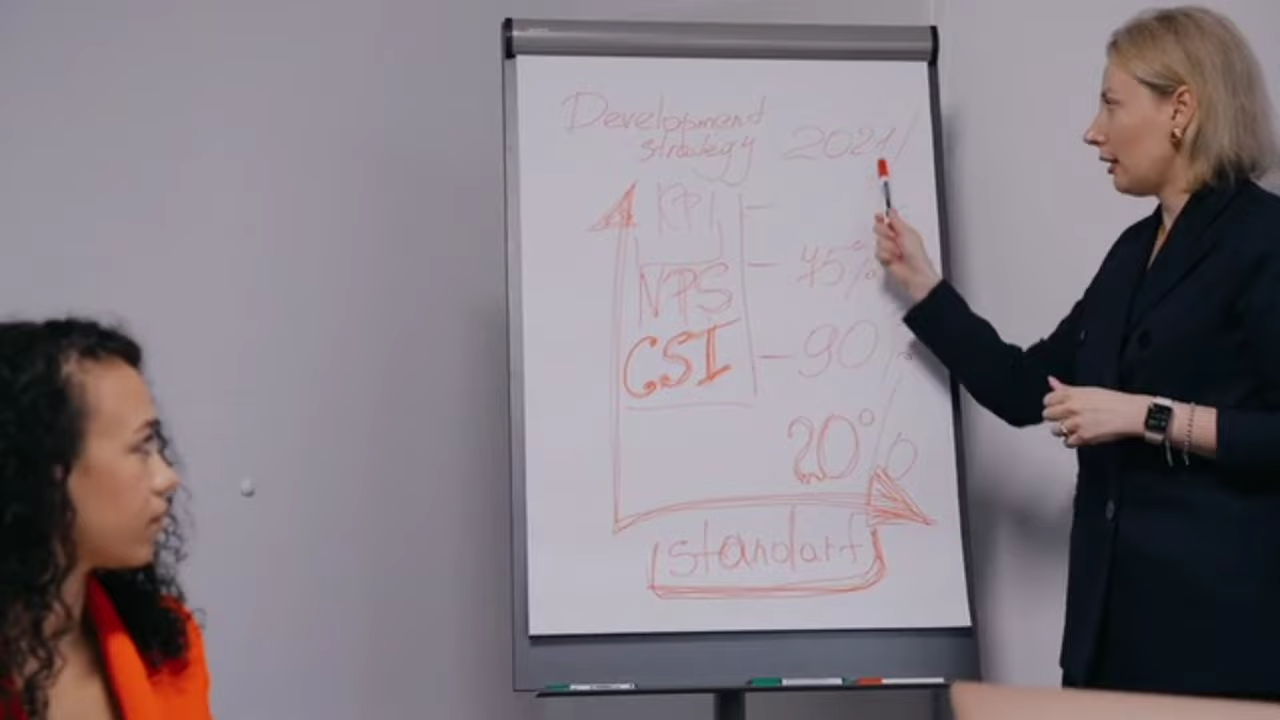 Development 2021/
strategy
KPI
NPS 45%
CSI 90%
20%
standart